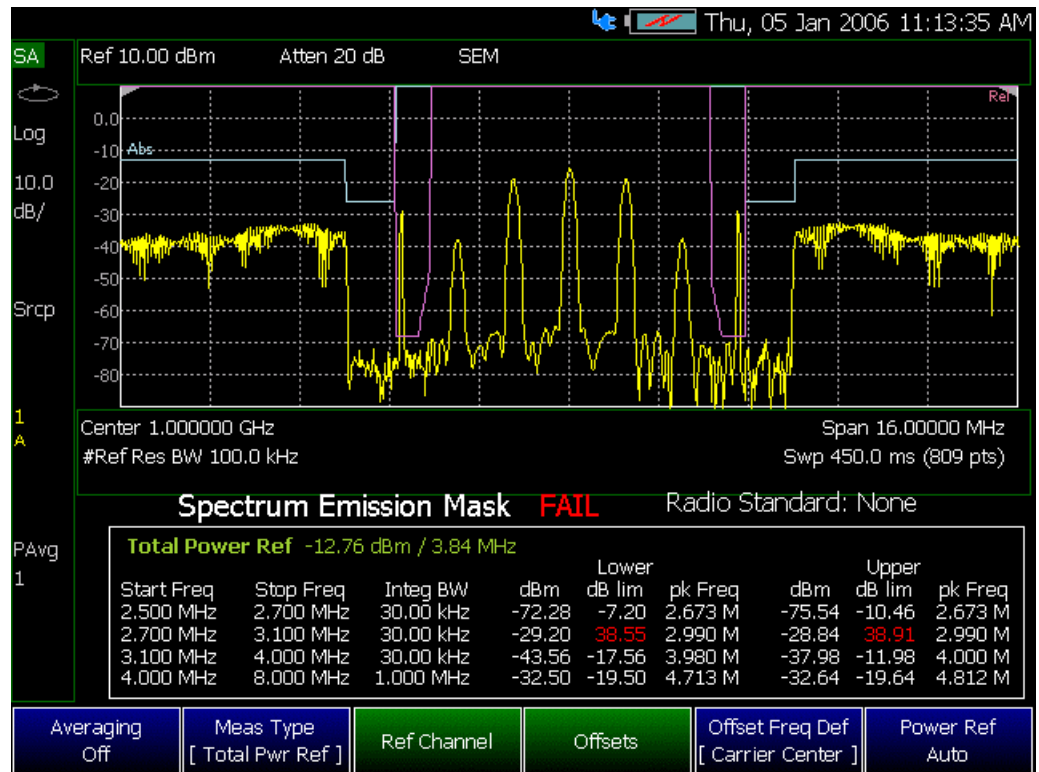 Thu, 05 Jan 2006 11:13:35 AM
SA
Ref 10.00 dBm Atten 20 dB SEM
Log
10.0
dB/
Srcp
1
A
PAvg
1
Ref
0.0
-10 Abs
-20
-30
-40
-50
-60
-70
-80
Center 1.000000 GHz Span 16.00000 MHz
#Ref Res BW 100.0 kHz Swp 450.0 ms (809 pts)
Spectrum Emission Mask FAIL Radio Standard: None
Total Power Ref -12.76 dBm / 3.84 MHz
Lower Upper
Start Freq Stop Freq Integ BW dBm dB lim pk Freq dBm dB lim pk Freq
2.500 MHz 2.700 MHz 30.00 kHz -72.28 -7.20 2.673 M -75.54 -10.46 2.673 M
2.700 MHz 3.100 MHz 30.00 kHz -29.20 38.55 2.990 M -28.84 38.91 2.990 M
3.100 MHz 4.000 MHz 30.00 kHz -43.56 -17.56 3.980 M -37.98 -11.98 4.000 M
4.000 MHz 8.000 MHz 1.000 MHz -32.50 -19.50 4.713 M -32.64 -19.64 4.812 M
Averaging
Off
Meas Type
[ Total Pwr Ref ]
Ref Channel
Offsets
Offset Freq Def
[ Carrier Center ]
Power Ref
Auto